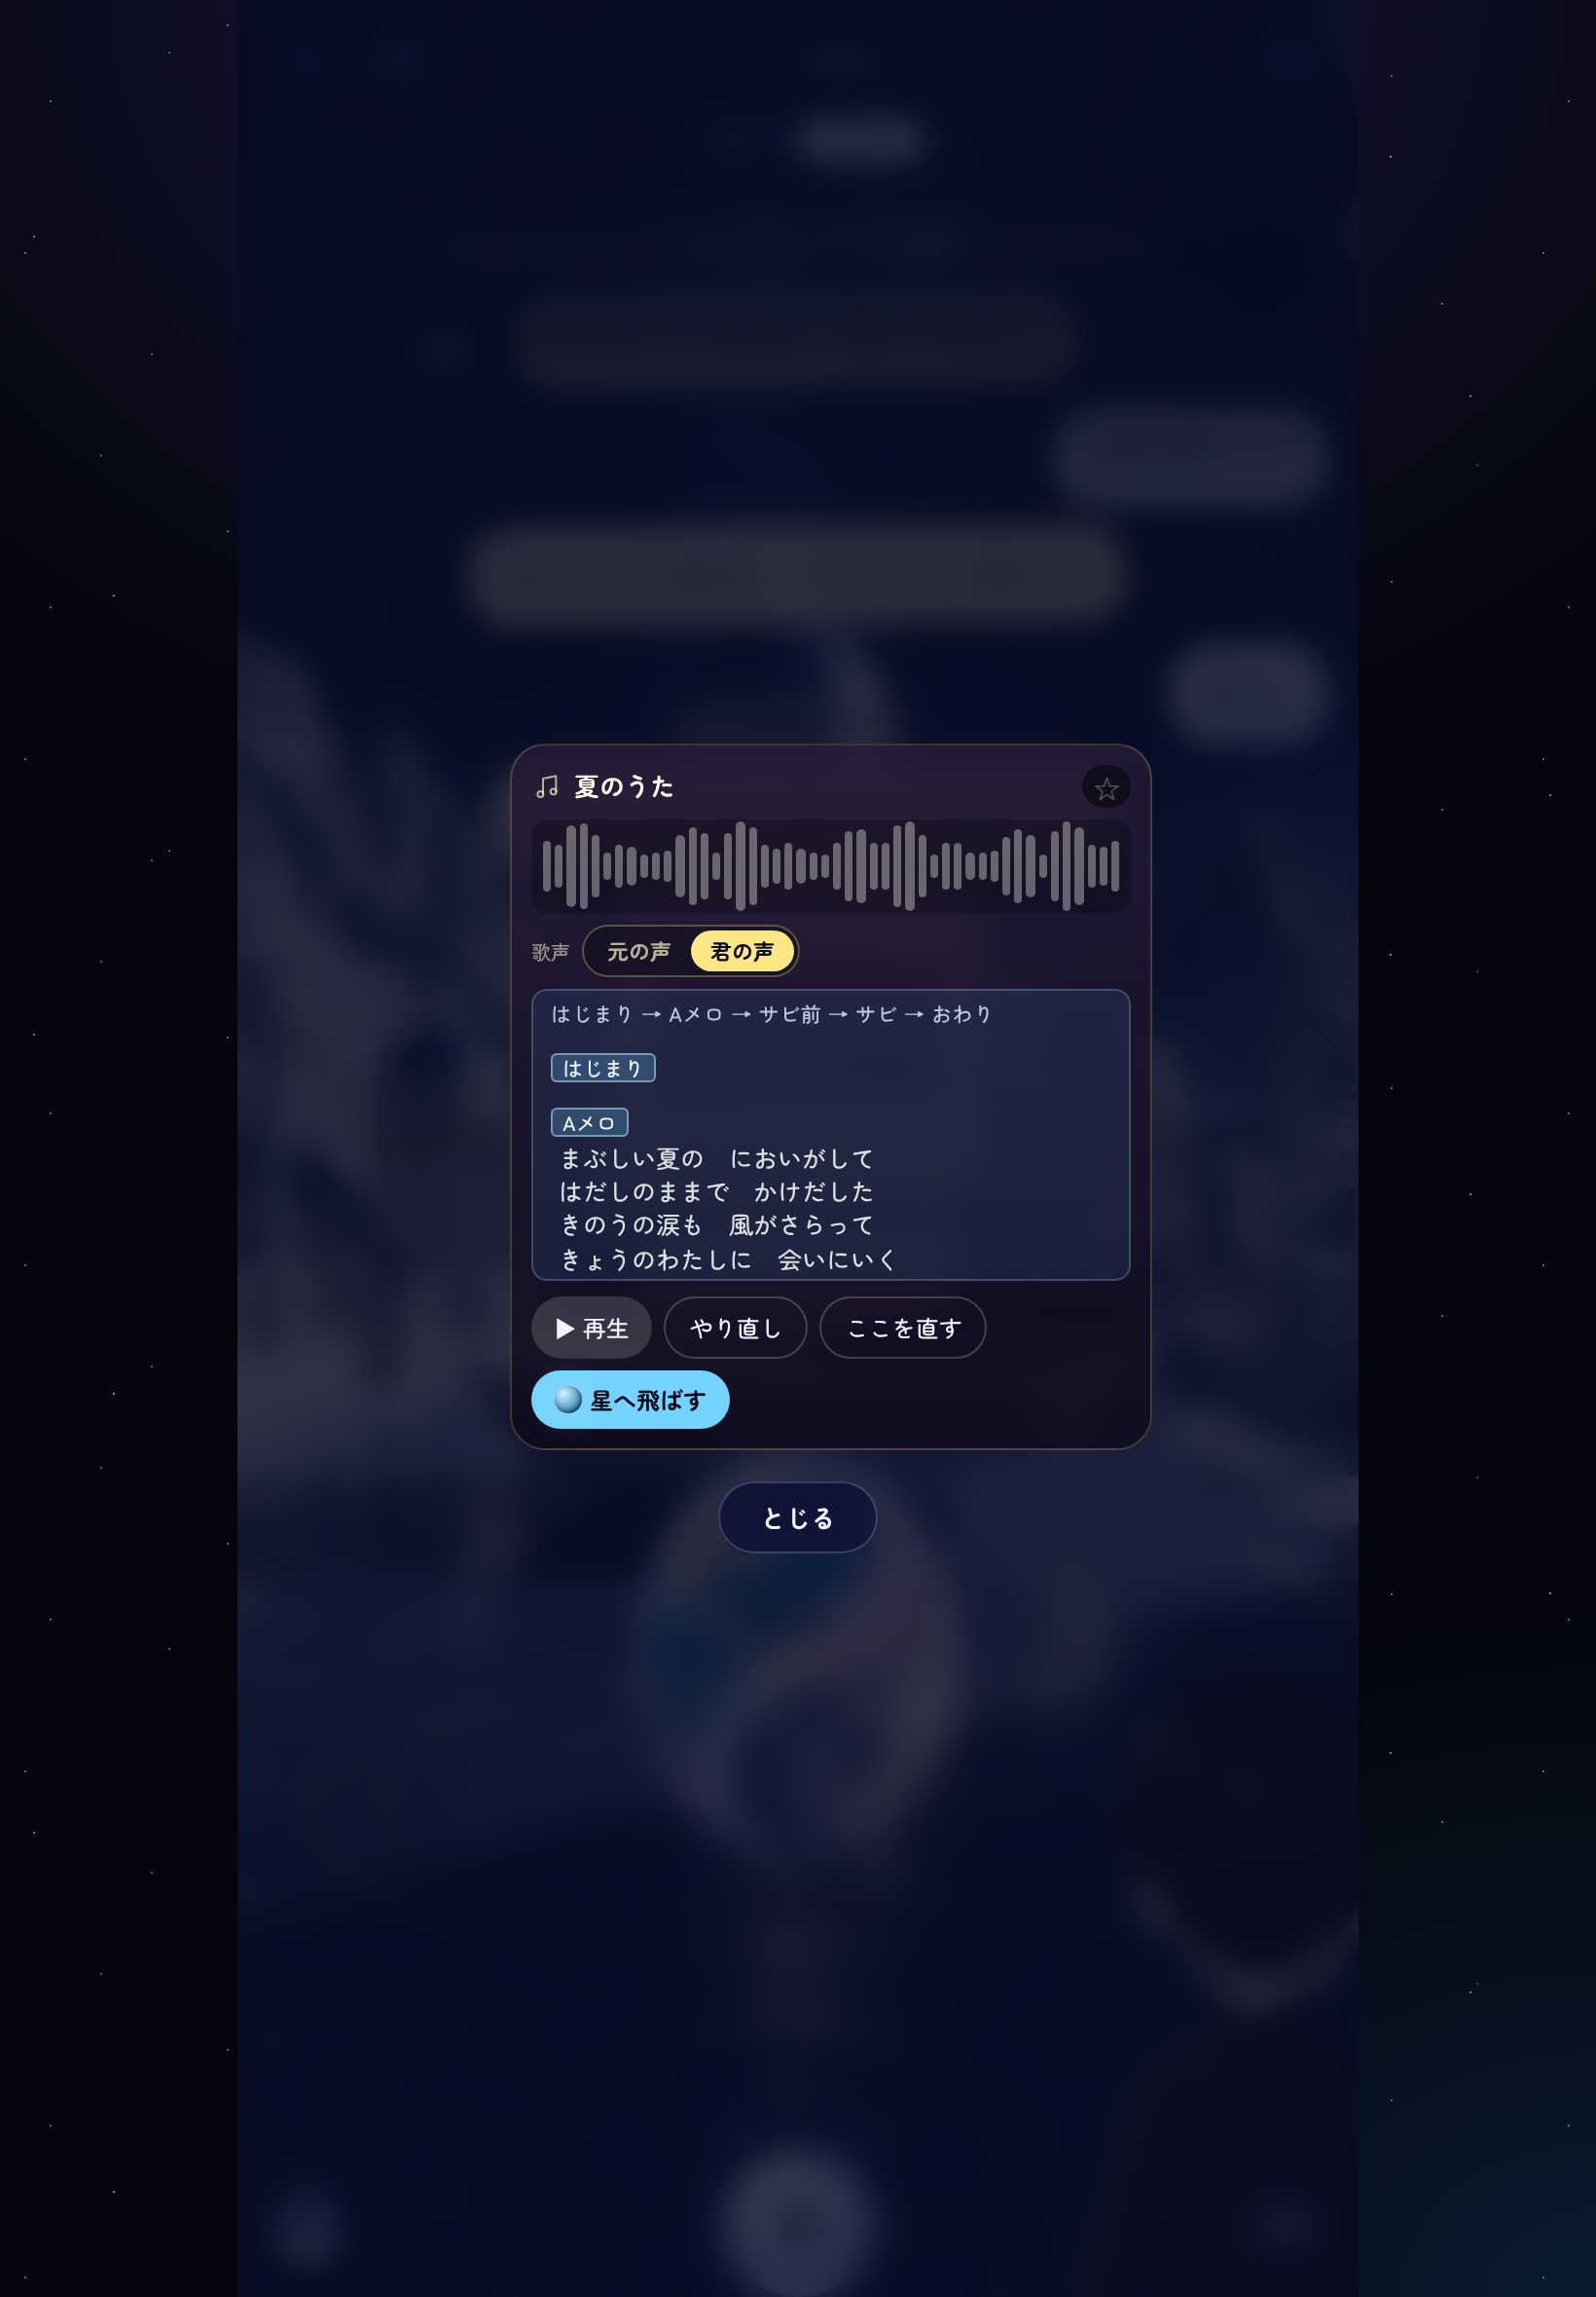 夏のうた
歌声 元の声 君の声
はじまり → Aメロ → サビ前 → サビ → おわり
はじまり
Aメロ
まぶしい夏の　においがして
はだしのままで　かけだした
きのうの涙も　風がさらって
きょうのわたしに　会いにいく
▶ 再生 やり直し ここを直す
星へ飛ばす
とじる